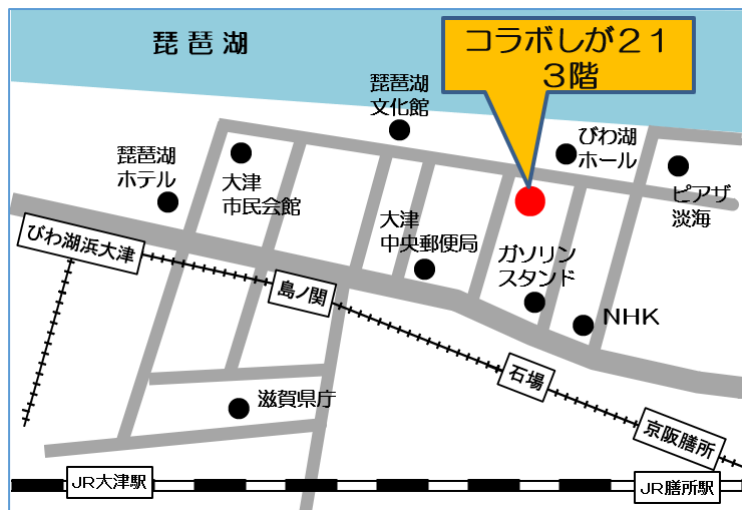 琵琶湖
コラボしが２１
３階
琵琶湖
文化館
びわ湖
ホール
琵琶湖
ホテル
大津
市民会館
ピアザ
淡海
大津
中央郵便局
ガソリン
スタンド
びわ湖浜大津
島ノ関
NHK
石場
滋賀県庁
京阪膳所
JR大津駅
JR膳所駅